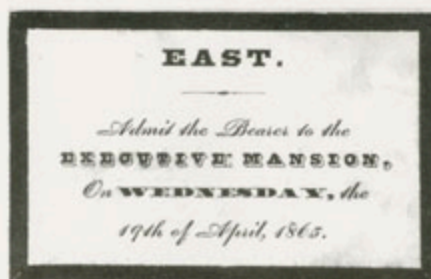 EAST.
Admit the Bearer to the
EXECUTIVE MANSION,
On WEDNESDAY, the
19th of April, 1865.